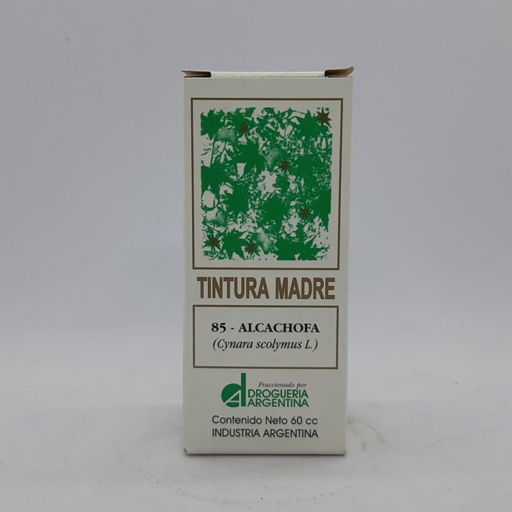 TINTURA MADRE
85 - ALCACHOFA
(Cynara scolymus L.)
Fraccionado por
DROGUERIA
ARGENTINA
Contenido Neto 60 cc
INDUSTRIA ARGENTINA